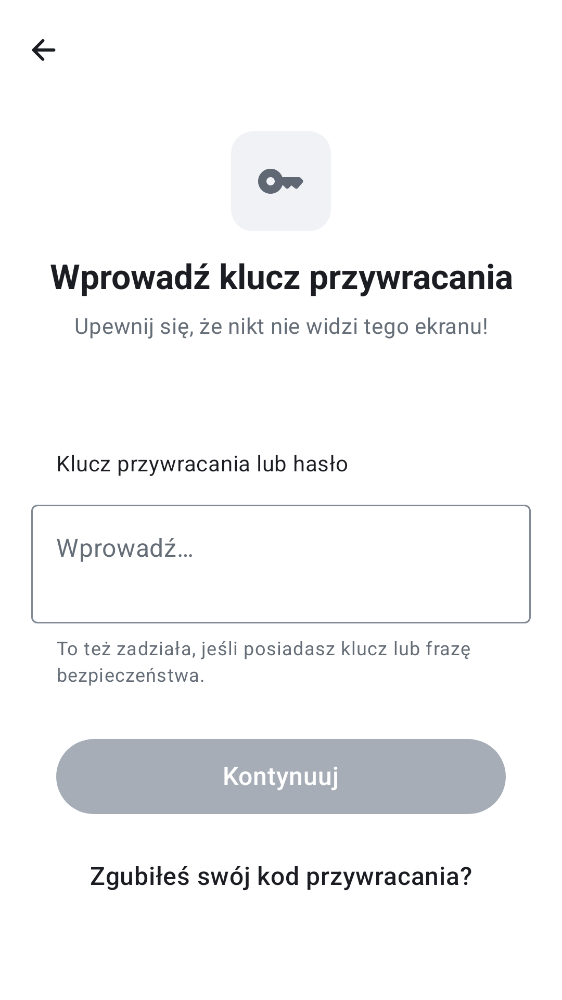 Wprowadź klucz przywracania
Upewnij się, że nikt nie widzi tego ekranu!
Klucz przywracania lub hasło
Wprowadź...
To też zadziała, jeśli posiadasz klucz lub frazę
bezpieczeństwa.
Kontynuuj
Zgubiłeś swój kod przywracania?